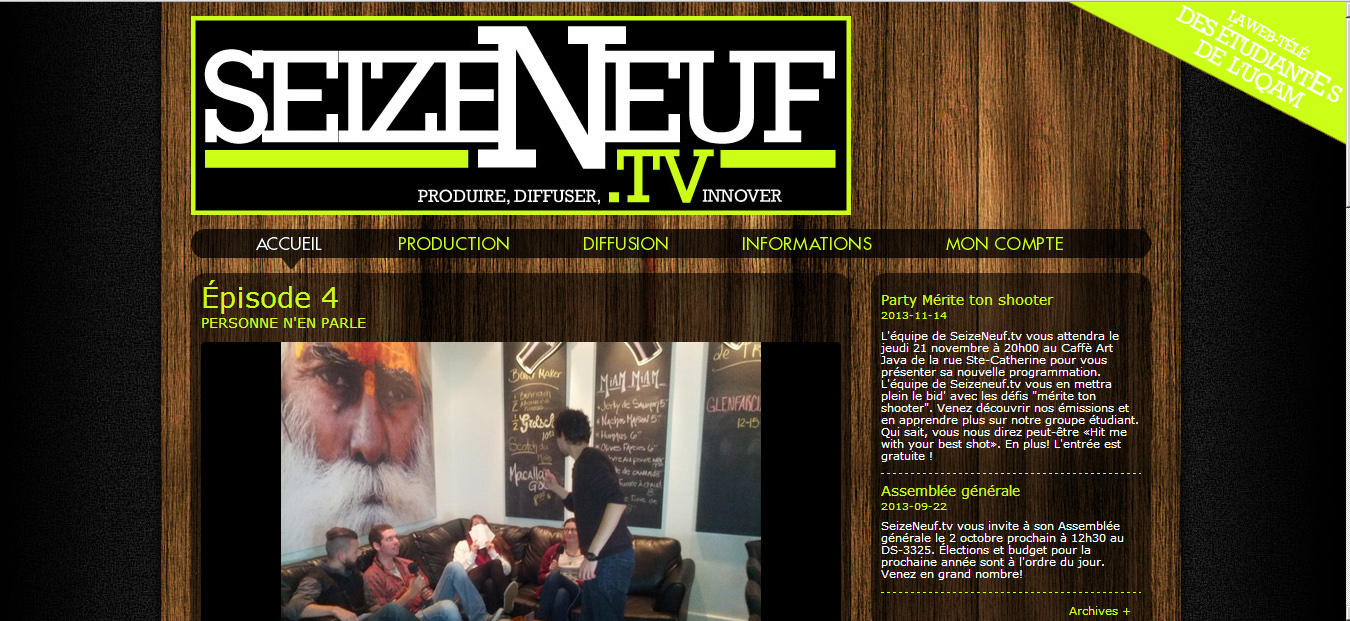 SEIZENEUF
.TV
PRODUIRE, DIFFUSER, INNOVER
LA WEB-TÉLÉ
DES ÉTUDIANTE'S
DE L'UQAM
ACCUEIL PRODUCTION DIFFUSION INFORMATIONS MON COMPTE
Épisode 4
PERSONNE N'EN PARLE
MIAM MIAM
Grolsch
GLENFARCL
12-15
Party Mérite ton shooter
2013-11-14
L'équipe de SeizeNeuf.tv vous attendra le
jeudi 21 novembre à 20h00 au Caffè Art
Java de la rue Ste-Catherine pour vous
présenter sa nouvelle programmation.
L'équipe de Seizeneuf.tv vous en mettra
plein le bid' avec les défis "mérite ton
shooter". Venez découvrir nos émissions et
en apprendre plus sur notre groupe étudiant.
Qui sait, vous nous direz peut-être «Hit me
with your best shot». En plus! L'entrée est
gratuite !
Assemblée générale
2013-09-22
SeizeNeuf.tv vous invite à son Assemblée
générale le 2 octobre prochain à 12h30 au
DS-3325. Élections et budget pour la
prochaine année sont à l'ordre du jour.
Venez en grand nombre!
Archives +